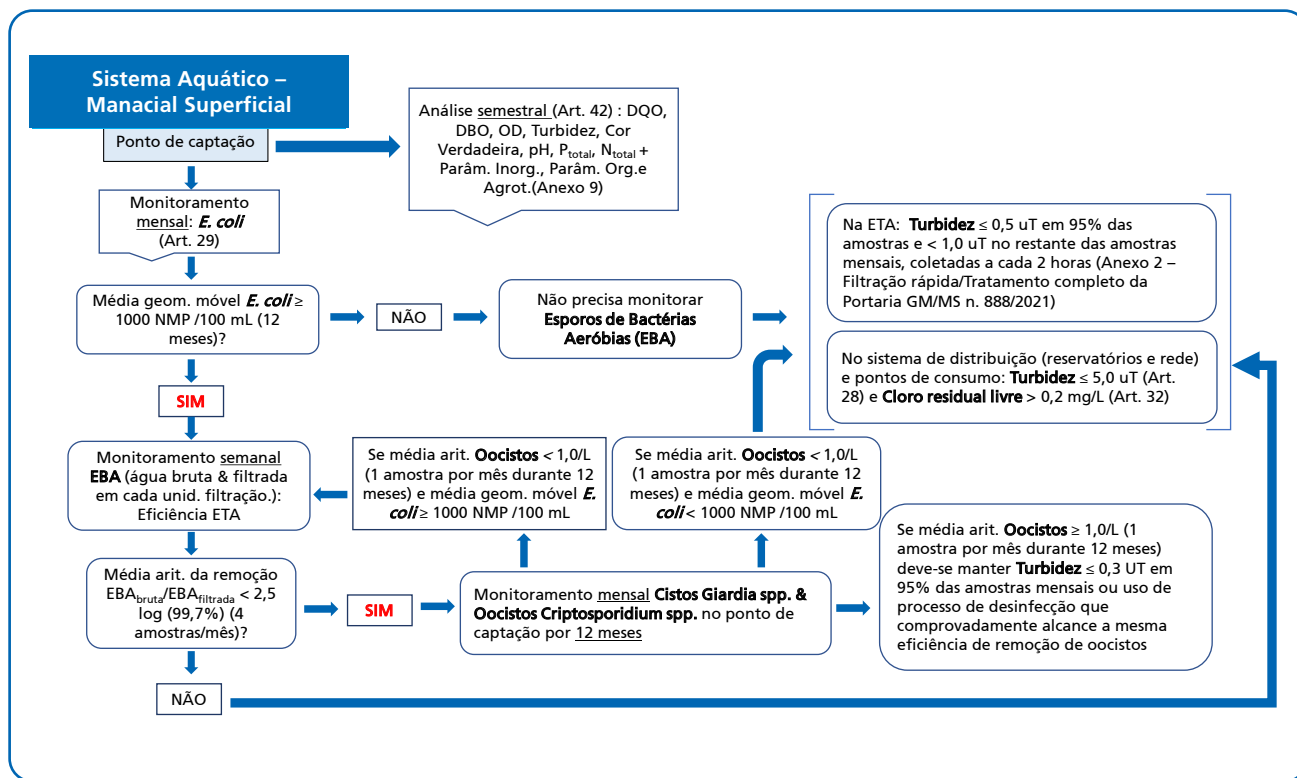 Sistema Aquático –
Manacial Superficial
Ponto de captação
Análise semestral (Art. 42) : DQO,
DBO, OD, Turbidez, Cor
Verdadeira, pH, Ptotal, Ntotal +
Parâm. Inorg., Parâm. Org.e
Agrot.(Anexo 9)
Monitoramento
mensal: E. coli
(Art. 29)
Média geom. móvel E. coli ≥
1000 NMP /100 mL (12
meses)?
NÃO
Não precisa monitorar
Esporos de Bactérias
Aeróbias (EBA)
Na ETA: Turbidez ≤ 0,5 uT em 95% das
amostras e < 1,0 uT no restante das amostras
mensais, coletadas a cada 2 horas (Anexo 2 –
Filtração rápida/Tratamento completo da
Portaria GM/MS n. 888/2021)
No sistema de distribuição (reservatórios e rede)
e pontos de consumo: Turbidez ≤ 5,0 uT (Art.
28) e Cloro residual livre > 0,2 mg/L (Art. 32)
SIM
Monitoramento semanal
EBA (água bruta & filtrada
em cada unid. filtração.):
Eficiência ETA
Se média arit. Oocistos < 1,0/L
(1 amostra por mês durante 12
meses) e média geom. móvel E.
coli ≥ 1000 NMP /100 mL
Se média arit. Oocistos < 1,0/L
(1 amostra por mês durante 12
meses) e média geom. móvel E.
coli < 1000 NMP /100 mL
Média arit. da remoção
EBAbruta/EBAfiltrada < 2,5
log (99,7%) (4
amostras/mês)?
SIM
Monitoramento mensal Cistos Giardia spp. &
Oocistos Criptosporidium spp. no ponto de
captação por 12 meses
Se média arit. Oocistos ≥ 1,0/L (1
amostra por mês durante 12 meses)
deve-se manter Turbidez ≤ 0,3 UT em
95% das amostras mensais ou uso de
processo de desinfecção que
comprovadamente alcance a mesma
eficiência de remoção de oocistos
NÃO